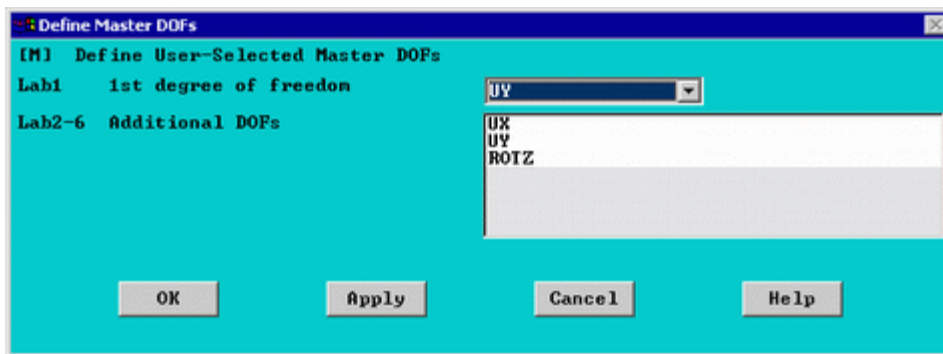 Define Master DOFs
[M] Define User-Selected Master DOFs
Lab1 1st degree of freedom UY
Lab2-6 Additional DOFs UX
UY
ROTZ
OK Apply Cancel Help